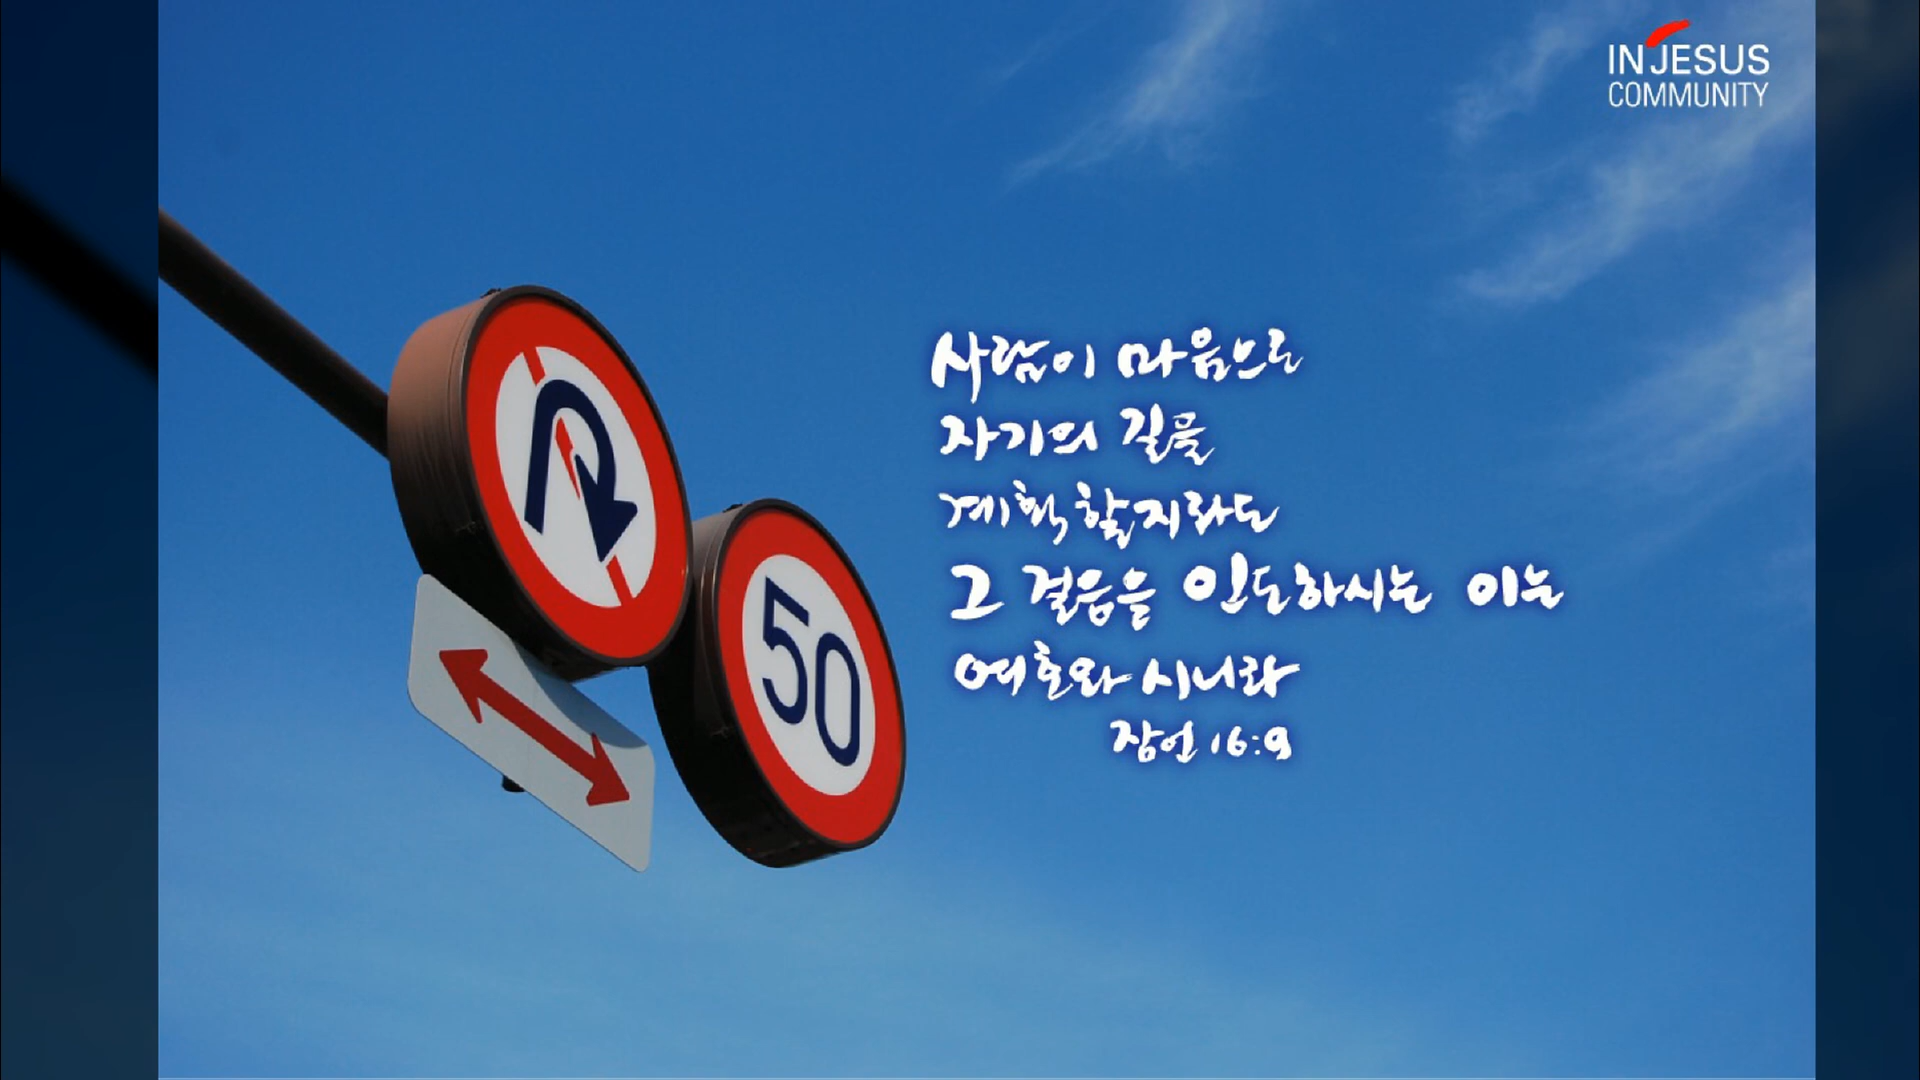 IN JESUS
COMMUNITY
사람이 마음으로
자기의 길을
계획할지라도
그 걸음을 인도하시는 이는
여호와시니라
잠언 16:9
50